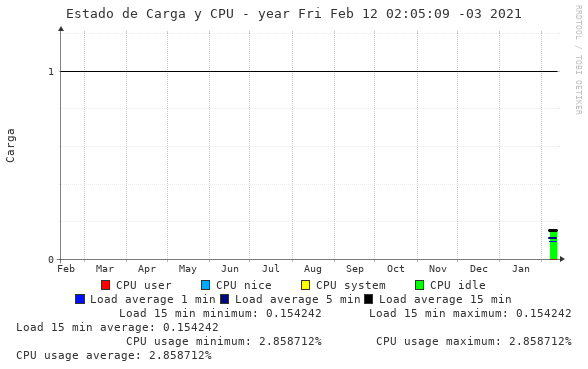 Estado de Carga y CPU - year Fri Feb 12 02:05:09 -03 2021
RRDTOOL / TOBI OETIKER
Carga
1
0
Feb Mar Apr May Jun Jul Aug Sep Oct Nov Dec Jan
CPU user CPU nice CPU system CPU idle
Load average 1 min Load average 5 min Load average 15 min
Load 15 min minimum: 0.154242 Load 15 min maximum: 0.154242
Load 15 min average: 0.154242
CPU usage minimum: 2.858712% CPU usage maximum: 2.858712%
CPU usage average: 2.858712%